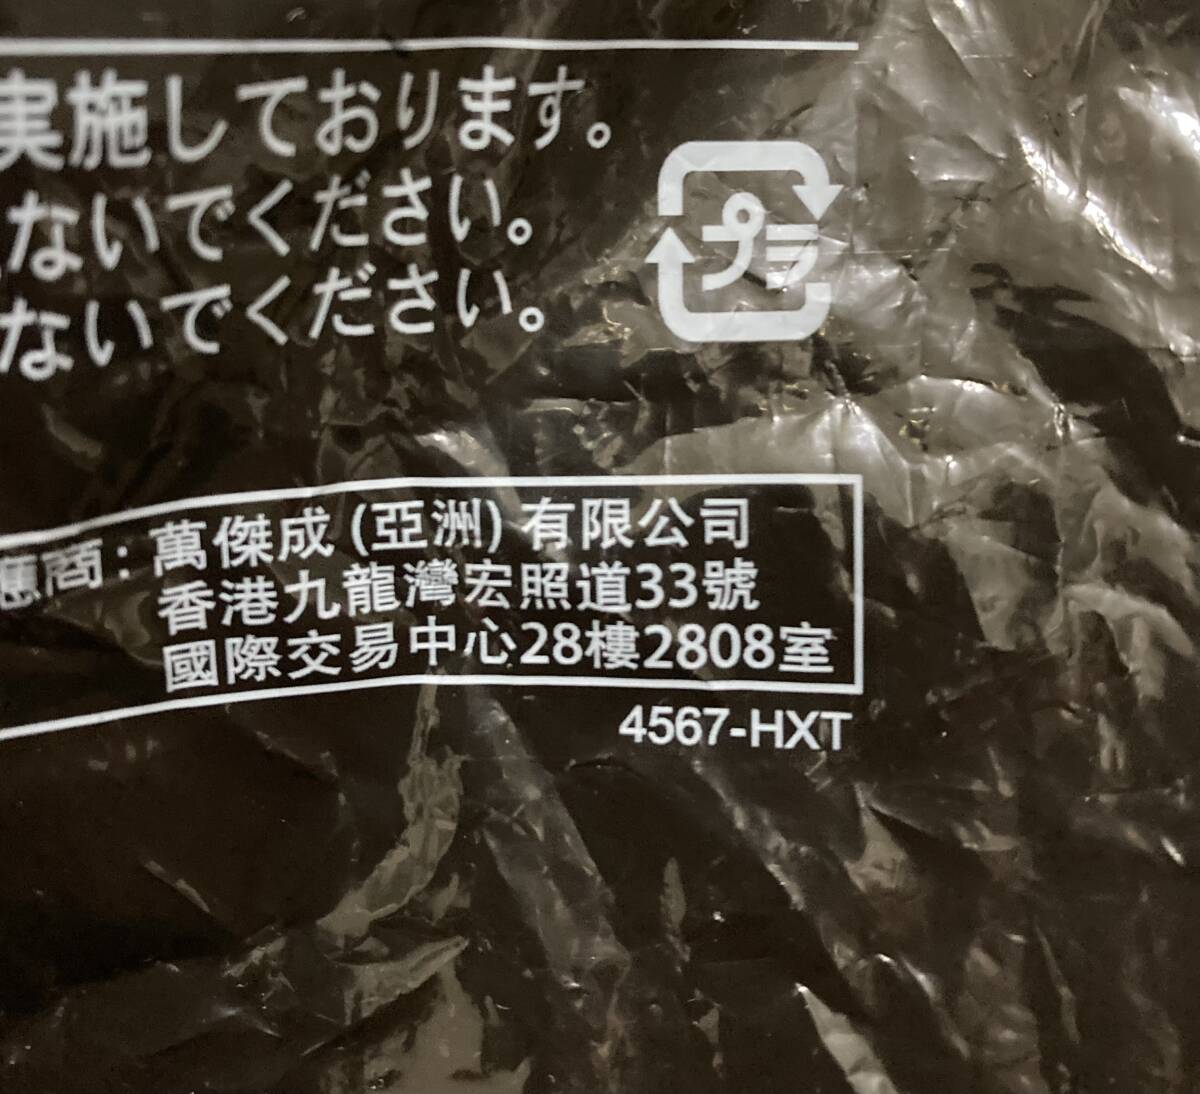 実施しております。
ないでください。
ないでください。
プラ
應商：萬傑成 (亞洲) 有限公司
香港九龍灣宏照道33號
國際交易中心28樓2808室
4567-HXT